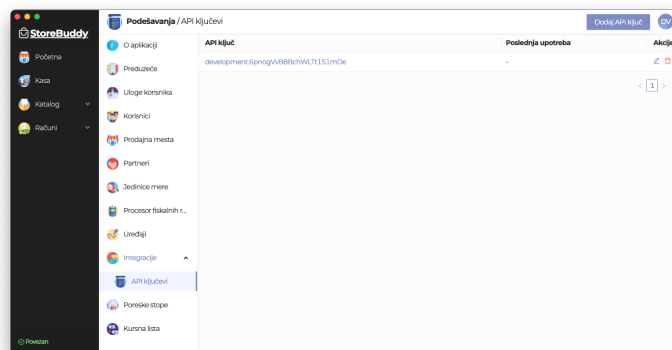 StoreBuddy
Početna
Kasa
Katalog
Računi
Povezan
Podešavanja / API ključevi
Dodaj API ključ
DV
O aplikaciji
Preduzeće
Uloge korisnika
Korisnici
Prodajna mesta
Partneri
Jedinice mere
Procesor fiskalnih r...
Uređaji
Integracije
API ključevi
Poreske stope
Kursna lista
API ključ Poslednja upotreba Akcije
-
< 1 >